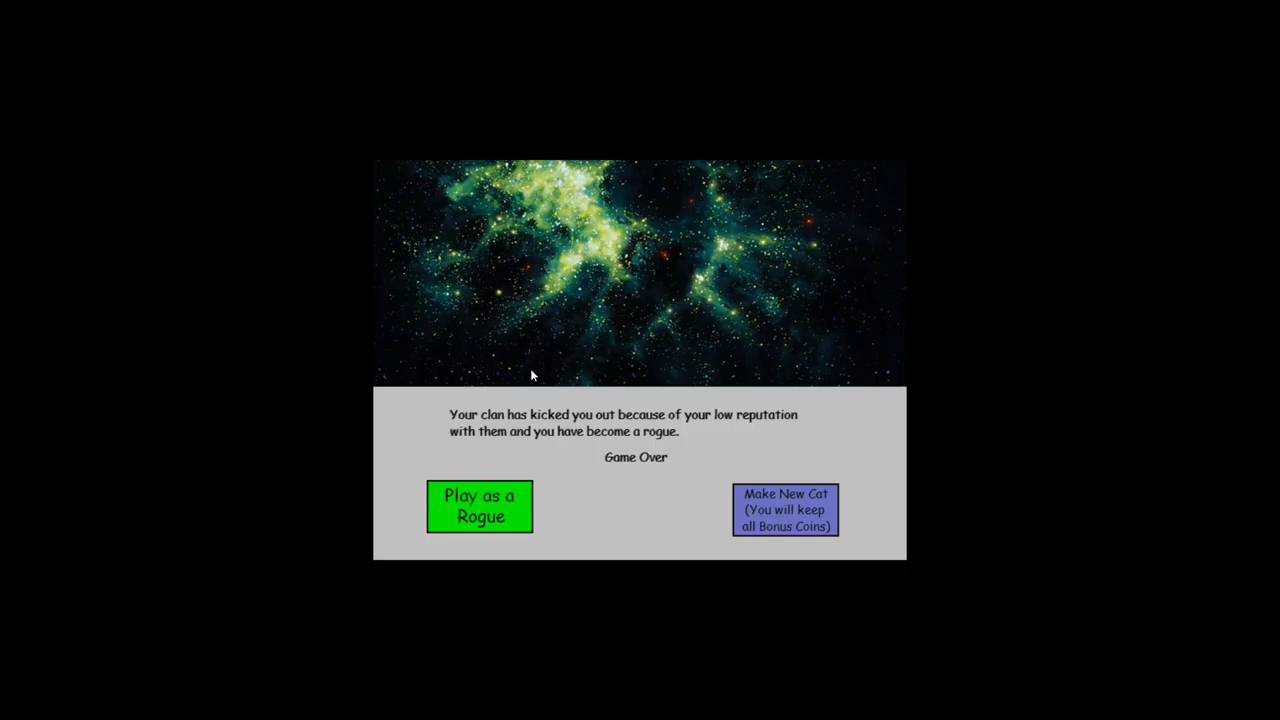 Your clan has kicked you out because of your low reputation
with them and you have become a rogue.
Game Over
Play as a
Rogue
Make New Cat
(You will keep
all Bonus Coins)